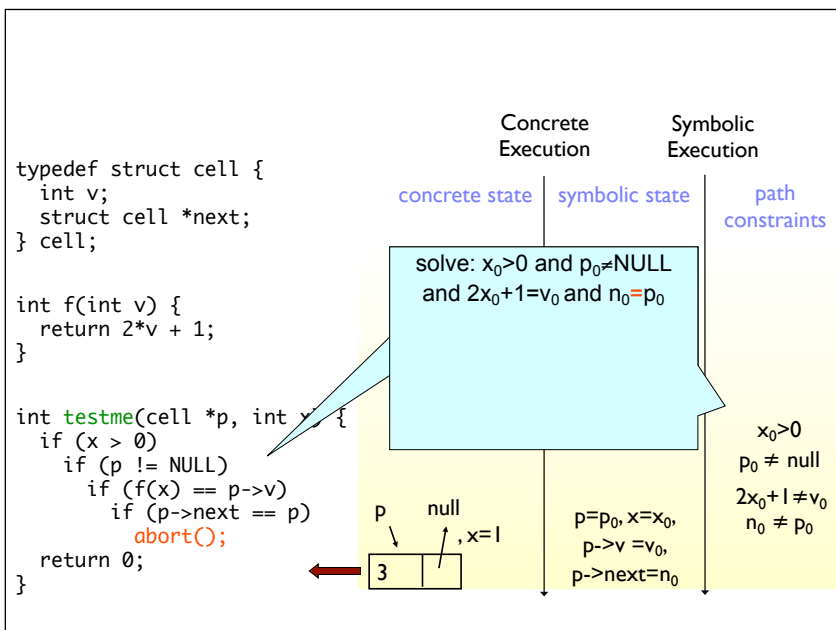 typedef struct cell {
int v;
struct cell *next;
} cell;
int f(int v) {
return 2*v + 1;
}
int testme(cell *p, int x) {
if (x > 0)
if (p != NULL)
if (f(x) == p->v)
if (p->next == p)
abort();
return 0;
}
Concrete
Execution
Symbolic
Execution
concrete state
symbolic state
path
constraints
solve: x₀>0 and p₀≠NULL
and 2x₀+1=v₀ and n₀=p₀
p
null
, x=1
3
p=p₀, x=x₀,
p->v =v₀,
p->next=n₀
x₀>0
p₀ ≠ null
2x₀+1≠v₀
n₀ ≠ p₀